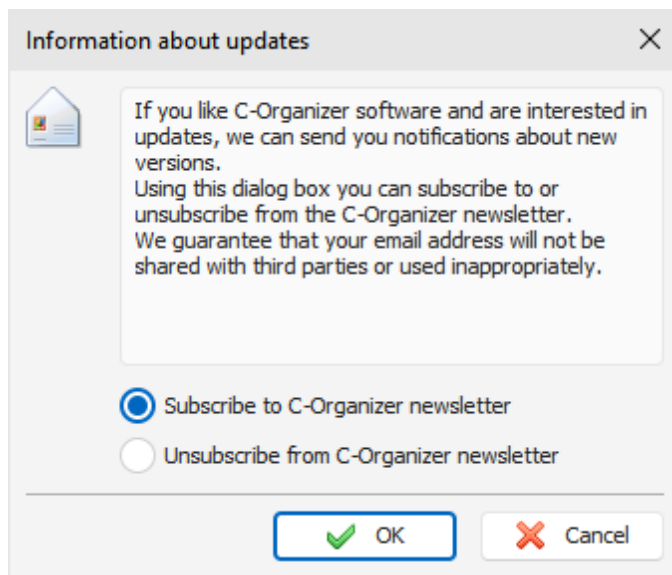 Information about updates
If you like C-Organizer software and are interested in
updates, we can send you notifications about new
versions.
Using this dialog box you can subscribe to or
unsubscribe from the C-Organizer newsletter.
We guarantee that your email address will not be
shared with third parties or used inappropriately.
Subscribe to C-Organizer newsletter
Unsubscribe from C-Organizer newsletter
OK
Cancel